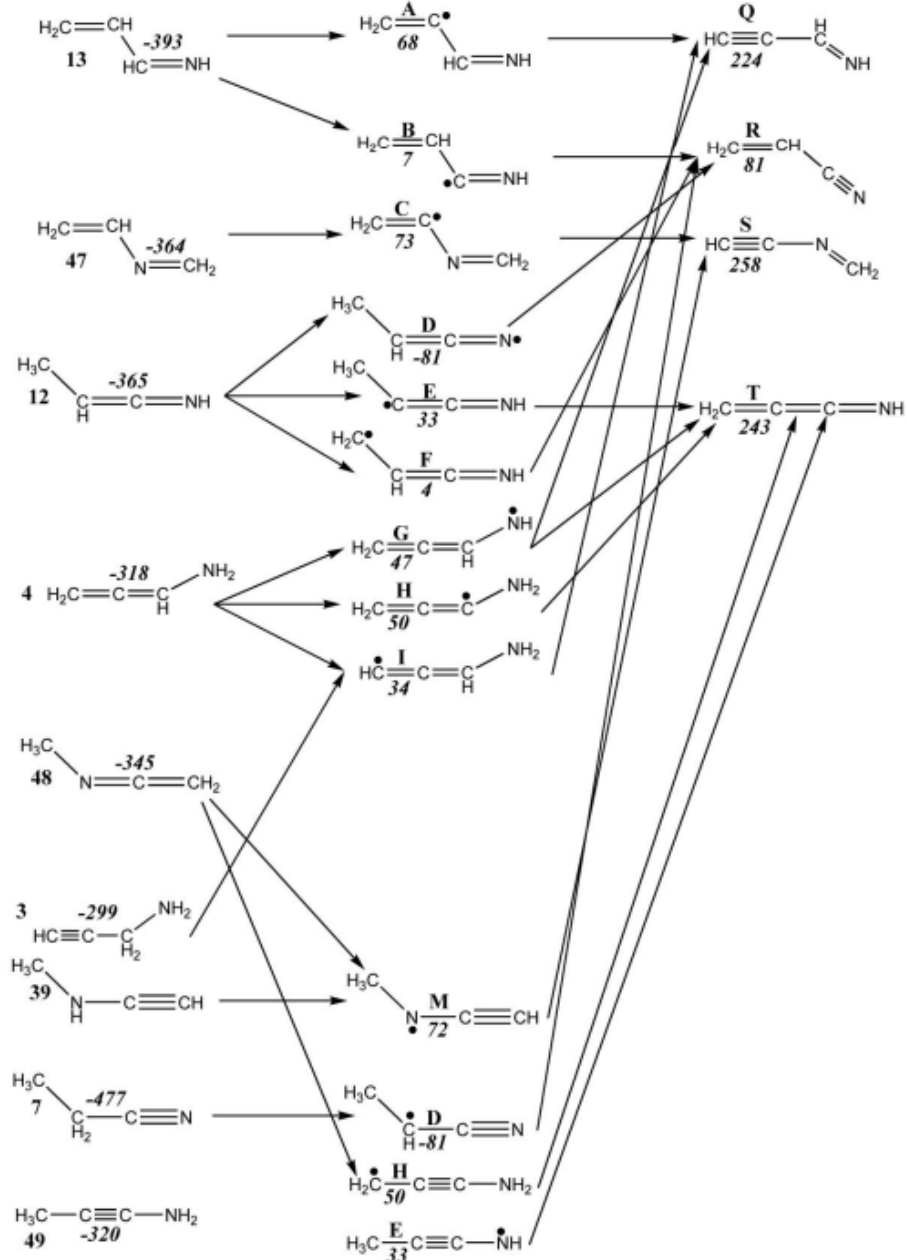 H₂C CH A H₂C C• Q
13 -393 68 HC≡C C
H
HC=NH HC=NH 224 NH
B
H₂C CH R
7 H₂C CH
•C=NH 81 C
N
H₂C CH C
H₂C C• S
47 -364 73 HC≡C N
N=CH₂ N=CH₂ 258 CH₂
H₃C D
C=C=N•
H -81
H₃C -365 H₃C E T
12 C=C=NH •C=C=NH H₂C=C=C=NH
H 33 243
H₂C• F
C=C=NH
H 4
G •NH
-318 NH₂ H₂C=C=C
H
4 H₂C=C=C
H 47
H NH₂
H₂C=C=C•
50
I NH₂
HC•=C=C
H
34
H₃C -345
48 N=C=CH₂
3 -299 NH₂
HC≡C-C
H₂
H₃C H₃C
39 N C≡CH M
H N•-C≡CH
72
H₃C -477 H₃C
7 C C≡N D
H₂ C•-C≡N
H -81
H₂C•-C≡C-NH₂ H
50
H₃C-C≡C-NH₂ E
49 -320 H₃C-C≡C-NH•
33